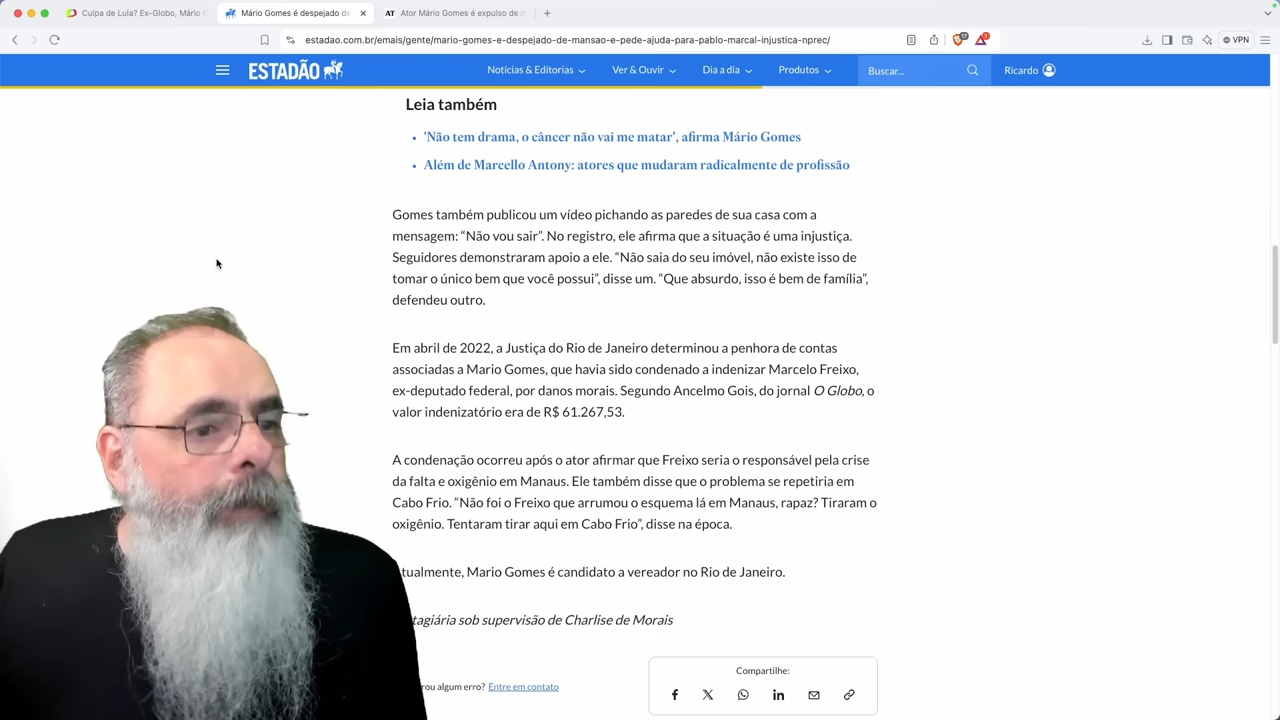 Culpa de Lula? Ex-Globo, Mário G
Mário Gomes é despejado de
Ator Mário Gomes é expulso de m
estadao.com.br/emais/gente/mario-gomes-e-despejado-de-mansao-e-pede-ajuda-para-pablo-marcal-injustica-nprec/
VPN
ESTADÃO
Notícias & Editorias
Ver & Ouvir
Dia a dia
Produtos
Buscar...
Ricardo
Leia também
• 'Não tem drama, o câncer não vai me matar', afirma Mário Gomes
• Além de Marcello Antony: atores que mudaram radicalmente de profissão
Gomes também publicou um vídeo pichando as paredes de sua casa com a
mensagem: “Não vou sair”. No registro, ele afirma que a situação é uma injustiça.
Seguidores demonstraram apoio a ele. “Não saia do seu imóvel, não existe isso de
tomar o único bem que você possui”, disse um. “Que absurdo, isso é bem de família”,
defendeu outro.
Em abril de 2022, a Justiça do Rio de Janeiro determinou a penhora de contas
associadas a Mario Gomes, que havia sido condenado a indenizar Marcelo Freixo,
ex-deputado federal, por danos morais. Segundo Ancelmo Gois, do jornal O Globo, o
valor indenizatório era de R$ 61.267,53.
A condenação ocorreu após o ator afirmar que Freixo seria o responsável pela crise
da falta e oxigênio em Manaus. Ele também disse que o problema se repetiria em
Cabo Frio. “Não foi o Freixo que arrumou o esquema lá em Manaus, rapaz? Tiraram o
oxigênio. Tentaram tirar aqui em Cabo Frio”, disse na época.
tualmente, Mario Gomes é candidato a vereador no Rio de Janeiro.
tagiária sob supervisão de Charlise de Morais
Compartilhe:
rou algum erro? Entre em contato